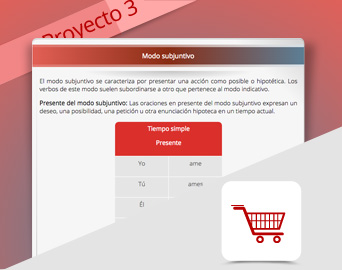 Proyecto 3
Modo subjuntivo
El modo subjuntivo se caracteriza por presentar una acción como posible o hipotética. Los
verbos de este modo suelen subordinarse a otro que pertenece al modo indicativo.
Presente del modo subjuntivo: Las oraciones en presente del modo subjuntivo expresan un
deseo, una posibilidad, una petición u otra enunciación hipoteca en un tiempo actual.
Tiempo simple
Presente
Yo ame
Tú ames
Él